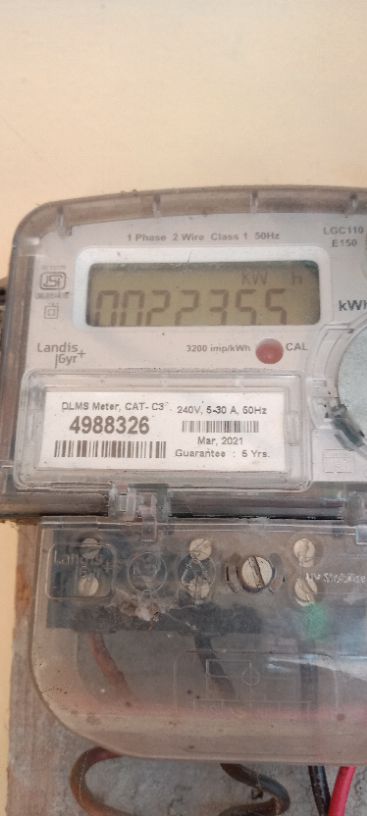 1 Phase 2 Wire Class 1 50Hz
LGC110
E150
KW H
0022355
kWh
Landis
Gyr+
3200 imp/kWh
CAL
DLMS Meter, CAT- C3
240V, 5-30 A, 50Hz
4988326
Mar, 2021
Guarantee : 5 Yrs.
Landis